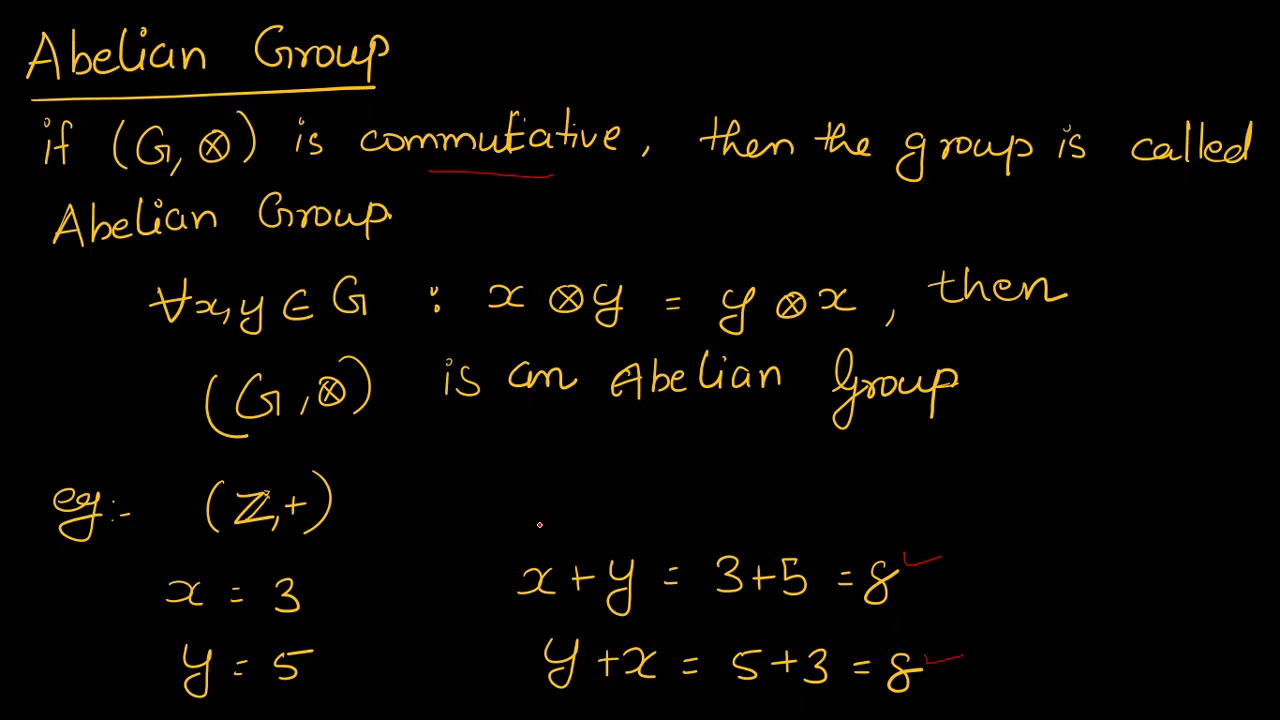 Abelian Group
if (G, ⊗) is commutative, then the group is called
Abelian Group.
∀x, y ∈ G : x ⊗ y = y ⊗ x, then
(G, ⊗) is an Abelian Group
eg:- (ℤ, +)
x = 3
x + y = 3 + 5 = 8
y = 5
y + x = 5 + 3 = 8